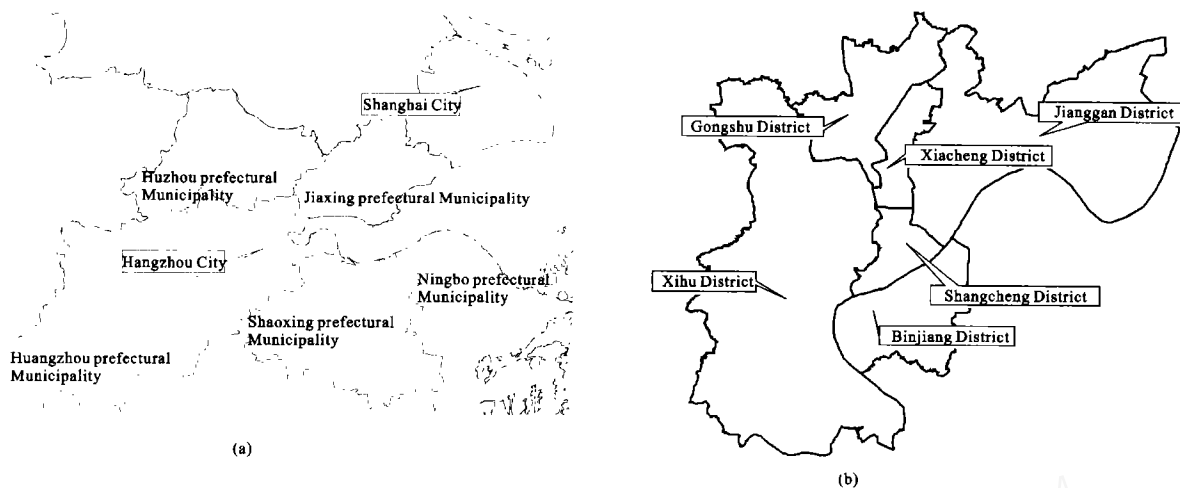 Shanghai City
Huzhou prefectural
Municipality
Jiaxing prefectural Municipality
Hangzhou City
Ningbo prefectural
Municipality
Shaoxing prefectural
Municipality
Huangzhou prefectural
Municipality
(a)
Gongshu District
Jianggan District
Xiacheng District
Xihu District
Shangcheng District
Binjiang District
(b)